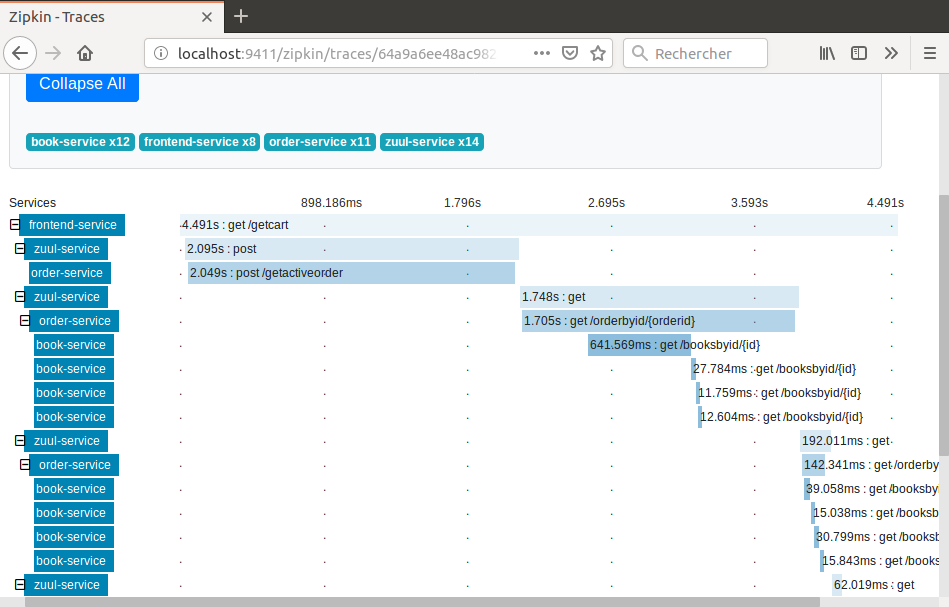 Zipkin - Traces
localhost:9411/zipkin/traces/64a9a6ee48ac982
Rechercher
Collapse All
book-service x12 frontend-service x8 order-service x11 zuul-service x14
Services 898.186ms 1.796s 2.695s 3.593s 4.491s
frontend-service 4.491s : get /getcart
zuul-service 2.095s : post
order-service 2.049s : post /getactiveorder
zuul-service 1.748s : get
order-service 1.705s : get /orderbyid/{orderid}
book-service 641.569ms : get /booksbyid/{id}
book-service 27.784ms : get /booksbyid/{id}
book-service 11.759ms : get /booksbyid/{id}
book-service 12.604ms : get /booksbyid/{id}
zuul-service 192.011ms : get
order-service 142.341ms : get /orderby
book-service 39.058ms : get /booksbyi
book-service 15.038ms : get /booksb
book-service 30.799ms : get /booksb
book-service 15.843ms : get /books
zuul-service 62.019ms : get